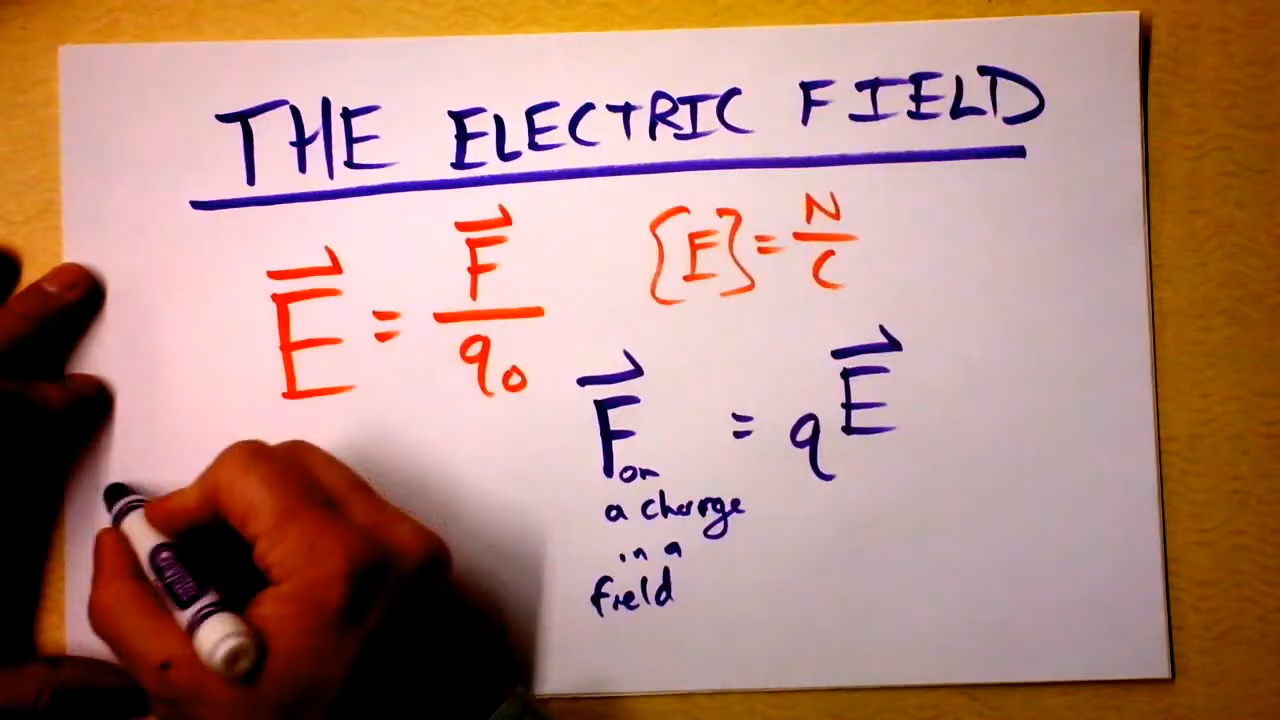 THE ELECTRIC FIELD
E⃗ = F⃗ / q₀
[E] = N / C
F⃗ on a charge in a field = qE⃗